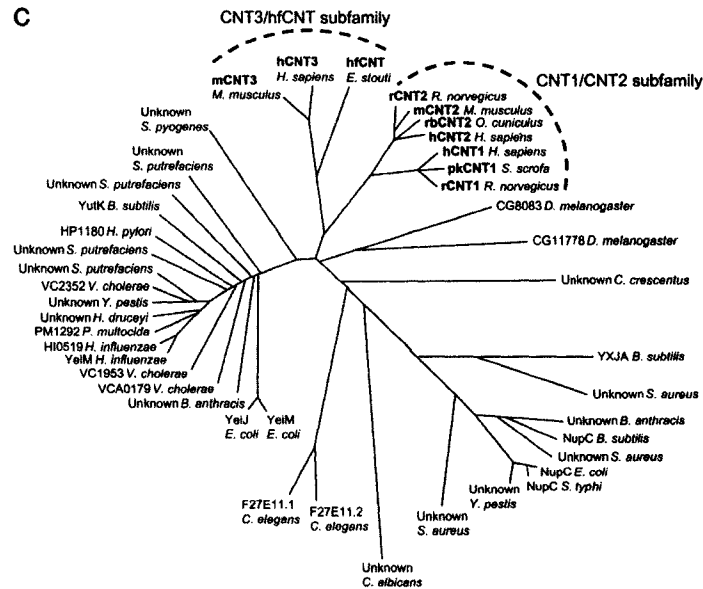 C
CNT3/hfCNT subfamily
CNT1/CNT2 subfamily
hCNT3
H. sapiens
hfCNT
E. stouti
mCNT3
M. musculus
rCNT2 R. norvegicus
mCNT2 M. musculus
rbCNT2 O. cuniculus
hCNT2 H. sapiens
hCNT1 H. sapiens
pkCNT1 S. scrofa
rCNT1 R. norvegicus
Unknown
S. pyogenes
Unknown
S. putrefaciens
Unknown S. putrefaciens
YutK B. subtilis
HP1180 H. pylori
Unknown S. putrefaciens
Unknown S. putrefaciens
VC2352 V. cholerae
Unknown Y. pestis
Unknown H. druceyi
PM1292 P. multocida
HI0519 H. influenzae
YeiM H. influenzae
VC1953 V. cholerae
VCA0179 V. cholerae
Unknown B. anthracis
YeiJ
E. coli
YeiM
E. coli
CG8083 D. melanogaster
CG11778 D. melanogaster
Unknown C. crescentus
YXJA B. subtilis
Unknown S. aureus
Unknown B. anthracis
NupC B. subtilis
Unknown S. aureus
NupC E. coli
NupC S. typhi
Unknown
Y. pestis
Unknown
S. aureus
F27E11.1
C. elegans
F27E11.2
C. elegans
Unknown
C. albicans